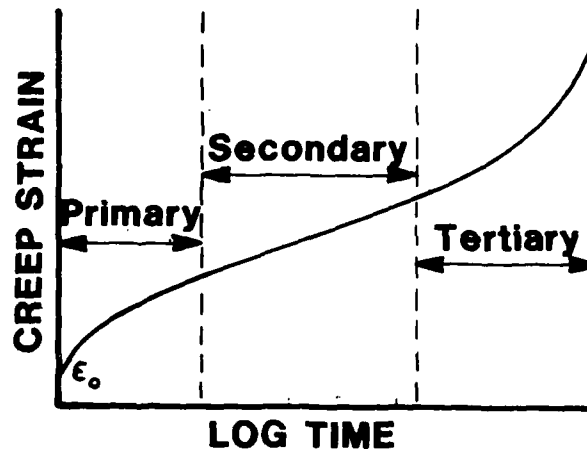 CREEP STRAIN
Secondary
Primary
Tertiary
ε₀
LOG TIME